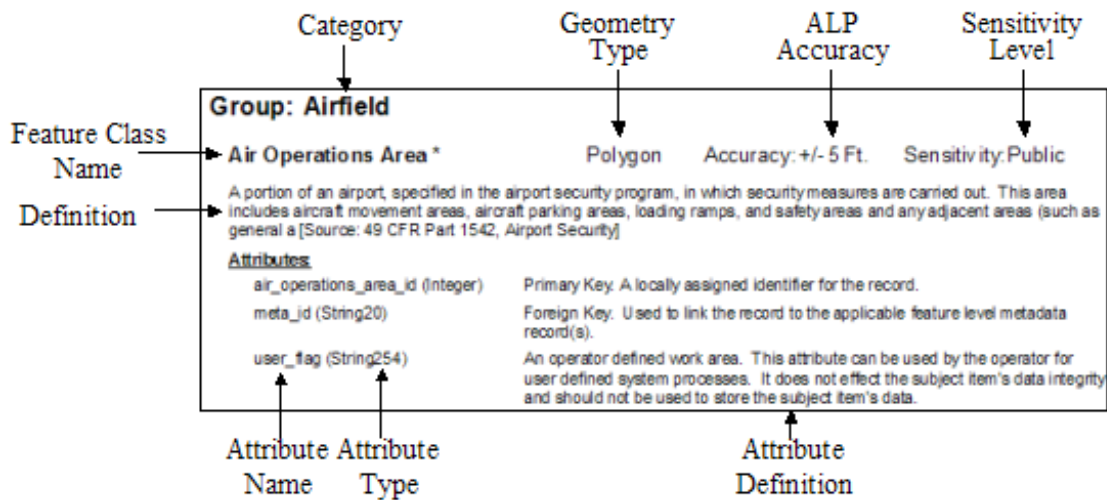 Category
Geometry Type
ALP Accuracy
Sensitivity Level
Group: Airfield
Feature Class Name
Air Operations Area * Polygon Accuracy: +/- 5 Ft. Sensitivity: Public
Definition
A portion of an airport, specified in the airport security program, in which security measures are carried out. This area
includes aircraft movement areas, aircraft parking areas, loading ramps, and safety areas and any adjacent areas (such as
general a [Source: 49 CFR Part 1542, Airport Security]
Attributes:
air_operations_area_id (Integer) Primary Key. A locally assigned identifier for the record.
meta_id (String20) Foreign Key. Used to link the record to the applicable feature level metadata
record(s).
user_flag (String254) An operator defined work area. This attribute can be used by the operator for
user defined system processes. It does not effect the subject item's data integrity
and should not be used to store the subject item's data.
Attribute Name
Attribute Type
Attribute Definition